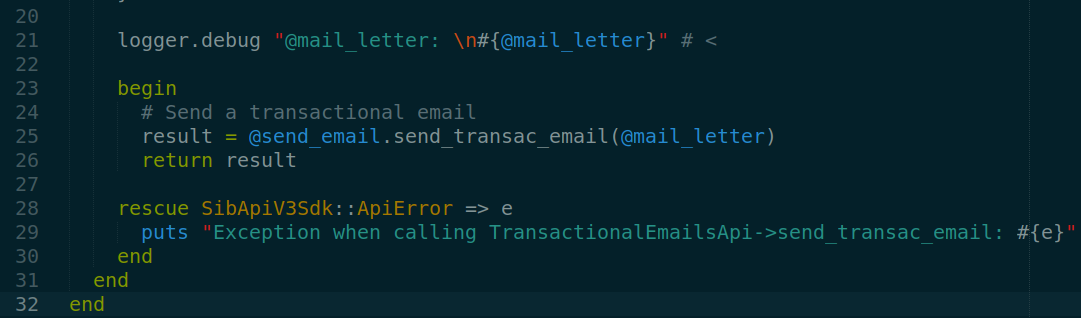 20
21 logger.debug "@mail_letter: \n#{@mail_letter}" # <
22
23 begin
24 # Send a transactional email
25 result = @send_email.send_transac_email(@mail_letter)
26 return result
27
28 rescue SibApiV3Sdk::ApiError => e
29 puts "Exception when calling TransactionalEmailsApi->send_transac_email: #{e}"
30 end
31 end
32 end